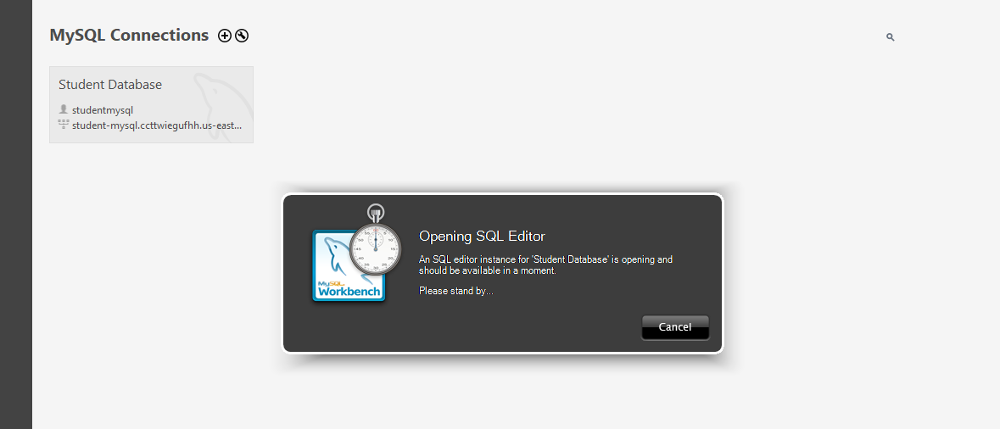 MySQL Connections
Student Database
studentmysql
student-mysql.ccttwiegufhh.us-east...
Opening SQL Editor
An SQL editor instance for 'Student Database' is opening and
should be available in a moment.
Please stand by...
MySQL
Workbench
Cancel